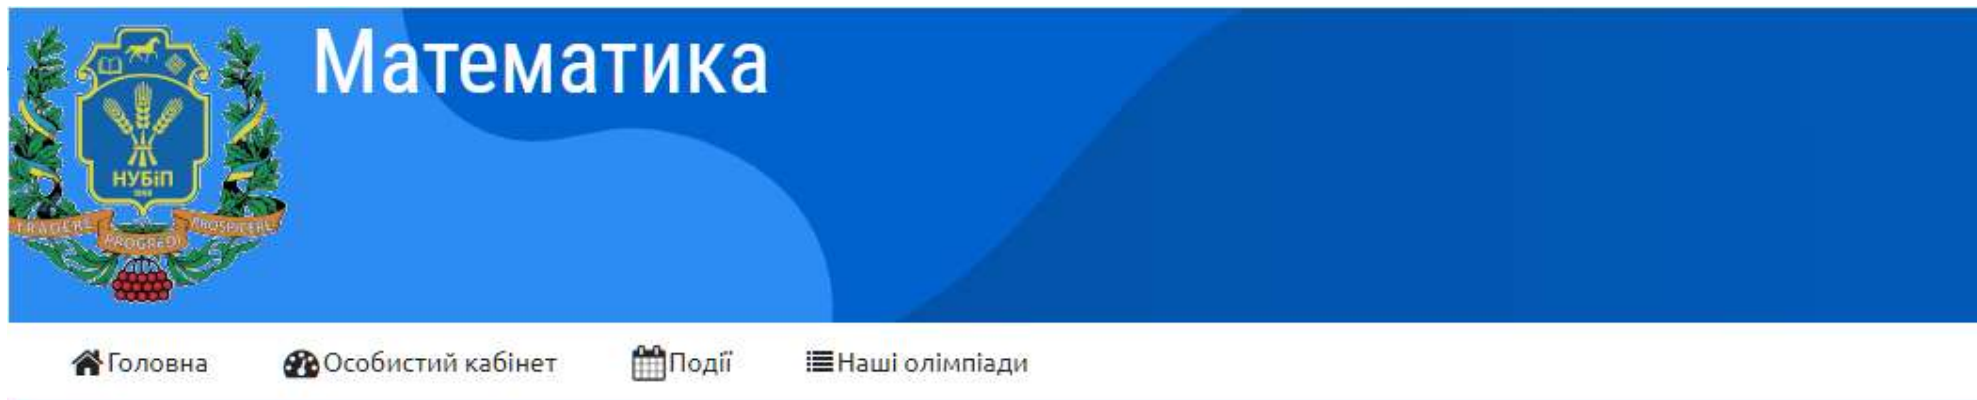 Математика
НУБіП
TRADERE
PROGREDI
PROSPICERE
Головна
Особистий кабінет
Події
Наші олімпіади